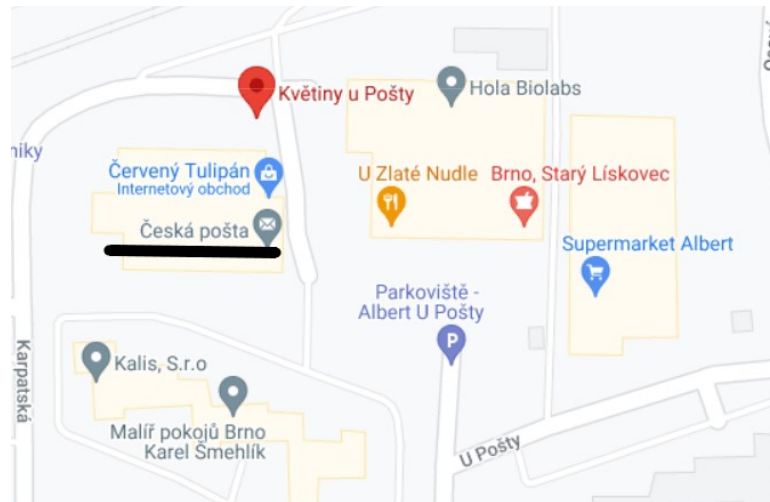 Květiny u Pošty
Hola Biolabs
niky
Červený Tulipán
Internetový obchod
U Zlaté Nudle
Brno, Starý Lískovec
Česká pošta
Supermarket Albert
Parkoviště -
Albert U Pošty
P
Karpatská
Kalis, S.r.o
Malíř pokojů Brno
Karel Šmehlík
U Pošty